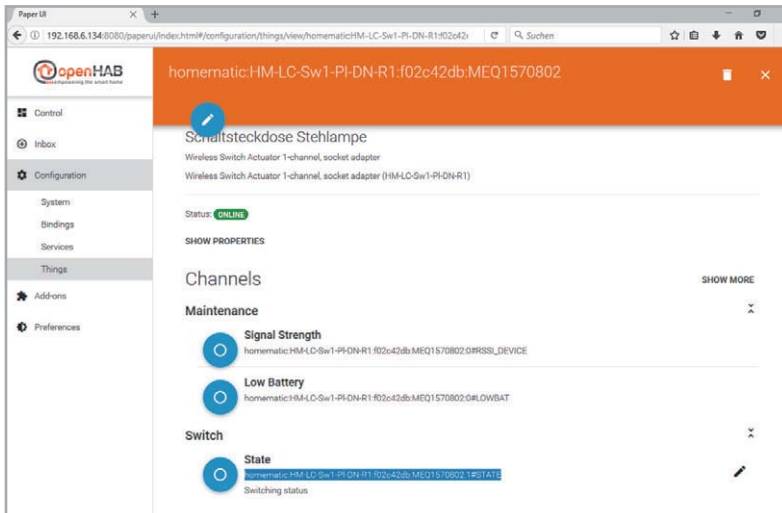 Paper UI
192.168.6.134:8080/paperui/index.html#/configuration/things/view/homematic:HM-LC-Sw1-Pl-DN-R1:f02c42
Suchen
openHAB
empowering the smart home
homematic:HM-LC-Sw1-Pl-DN-R1:f02c42db:MEQ1570802
Control
Inbox
Configuration
System
Bindings
Services
Things
Add-ons
Preferences
Schaltsteckdose Stehlampe
Wireless Switch Actuator 1-channel, socket adapter
Wireless Switch Actuator 1-channel, socket adapter (HM-LC-Sw1-Pl-DN-R1)
Status: ONLINE
SHOW PROPERTIES
Channels
SHOW MORE
Maintenance
Signal Strength
homematic:HM-LC-Sw1-Pl-DN-R1:f02c42db:MEQ1570802:0#RSSI_DEVICE
Low Battery
homematic:HM-LC-Sw1-Pl-DN-R1:f02c42db:MEQ1570802:0#LOWBAT
Switch
State
homematic:HM-LC-Sw1-Pl-DN-R1:f02c42db:MEQ1570802:1#STATE
Switching status